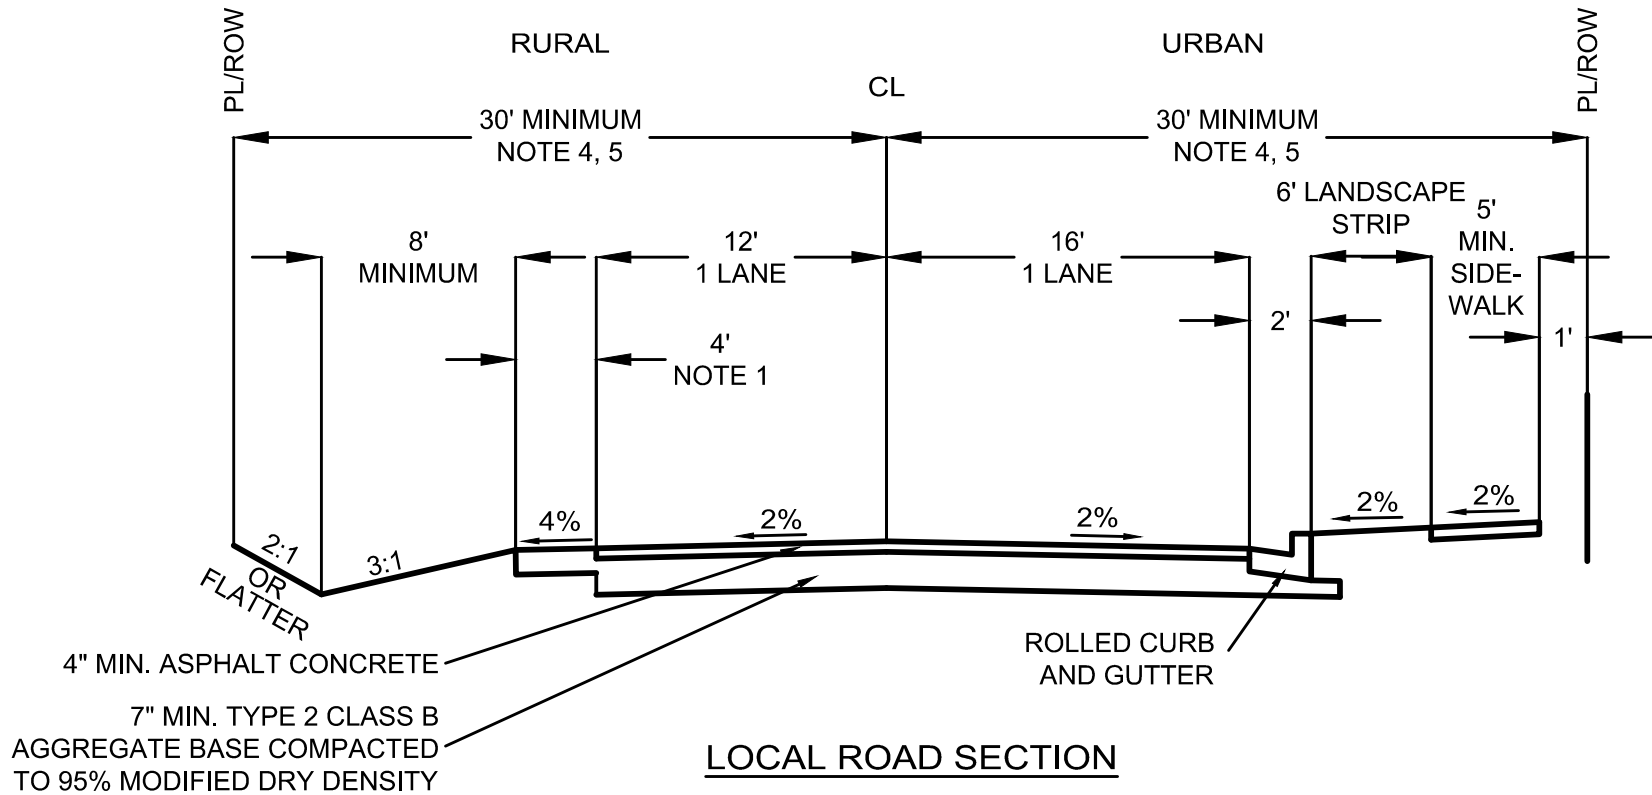 PL/ROW
RURAL
URBAN
PL/ROW
CL
30' MINIMUM
NOTE 4, 5
30' MINIMUM
NOTE 4, 5
6' LANDSCAPE
STRIP
5'
MIN.
SIDE-
WALK
8'
MINIMUM
12'
1 LANE
16'
1 LANE
2'
1'
4'
NOTE 1
2:1
OR
FLATTER
3:1
4%
2%
2%
2%
2%
4" MIN. ASPHALT CONCRETE
7" MIN. TYPE 2 CLASS B
AGGREGATE BASE COMPACTED
TO 95% MODIFIED DRY DENSITY
ROLLED CURB
AND GUTTER
LOCAL ROAD SECTION